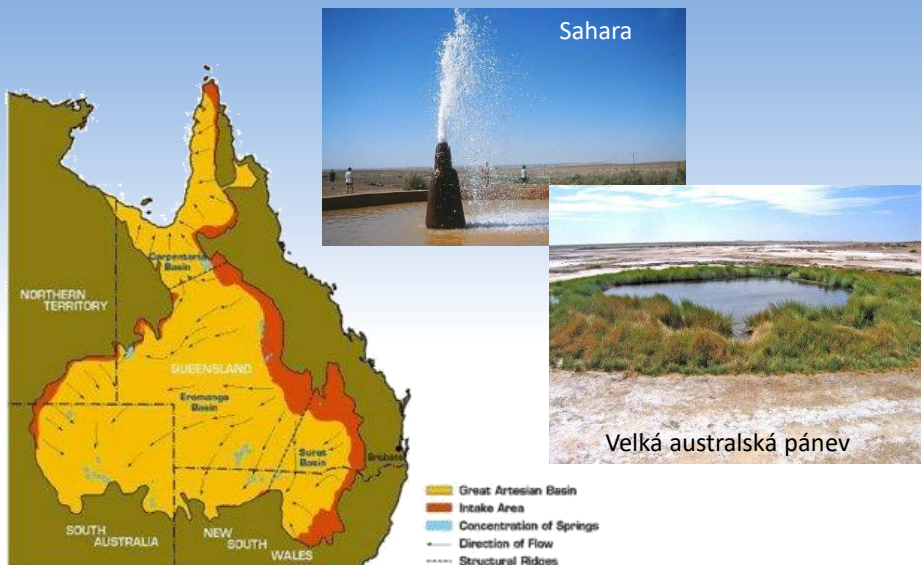 Sahara
Velká australská pánev
Carpentaria
Basin
NORTHERN
TERRITORY
QUEENSLAND
Eromanga
Basin
Surat
Basin
Brisbane
SOUTH
AUSTRALIA
NEW
SOUTH
WALES
Great Artesian Basin
Intake Area
Concentration of Springs
Direction of Flow
Structural Ridges